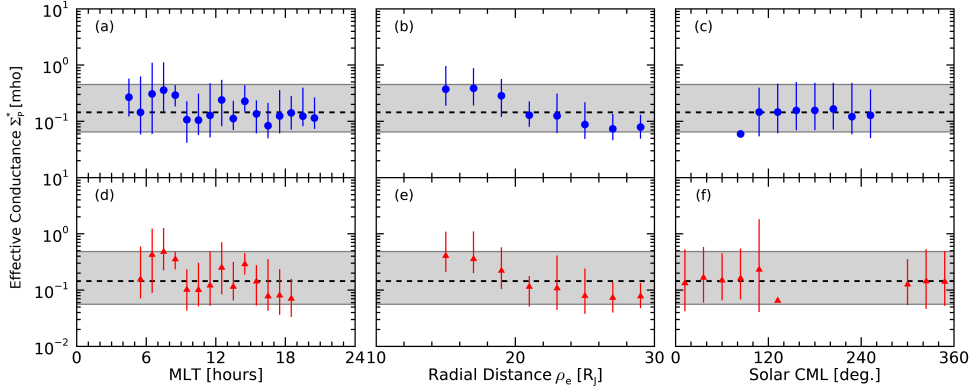 (a) (b) (c)
10¹
10⁰
10⁻¹
10¹
(d) (e) (f)
10⁰
10⁻¹
10⁻²
Effective Conductance Σ*ₚ [mho]
0 6 12 18 24
10 20 30
0 120 240 360
MLT [hours] Radial Distance ρₑ [R_J] Solar CML [deg.]